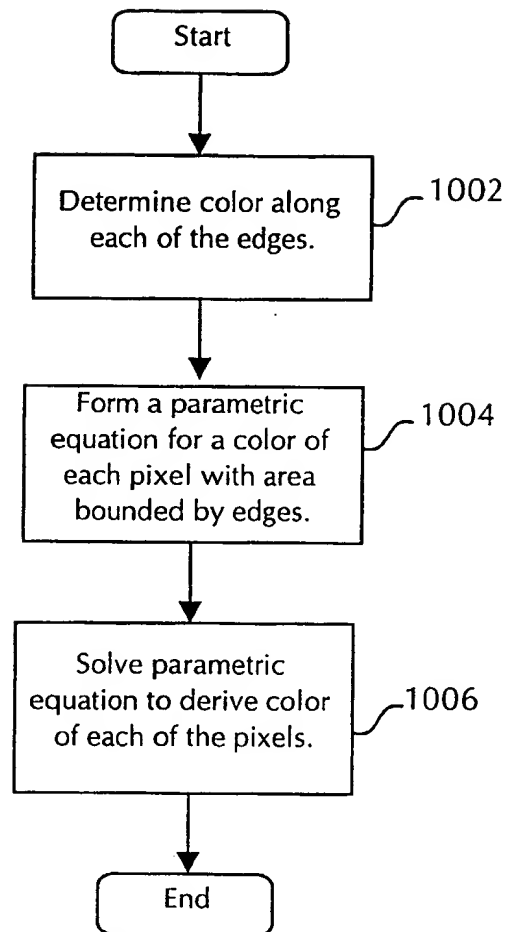 Start
Determine color along
each of the edges.
1002
Form a parametric
equation for a color of
each pixel with area
bounded by edges.
1004
Solve parametric
equation to derive color
of each of the pixels.
1006
End